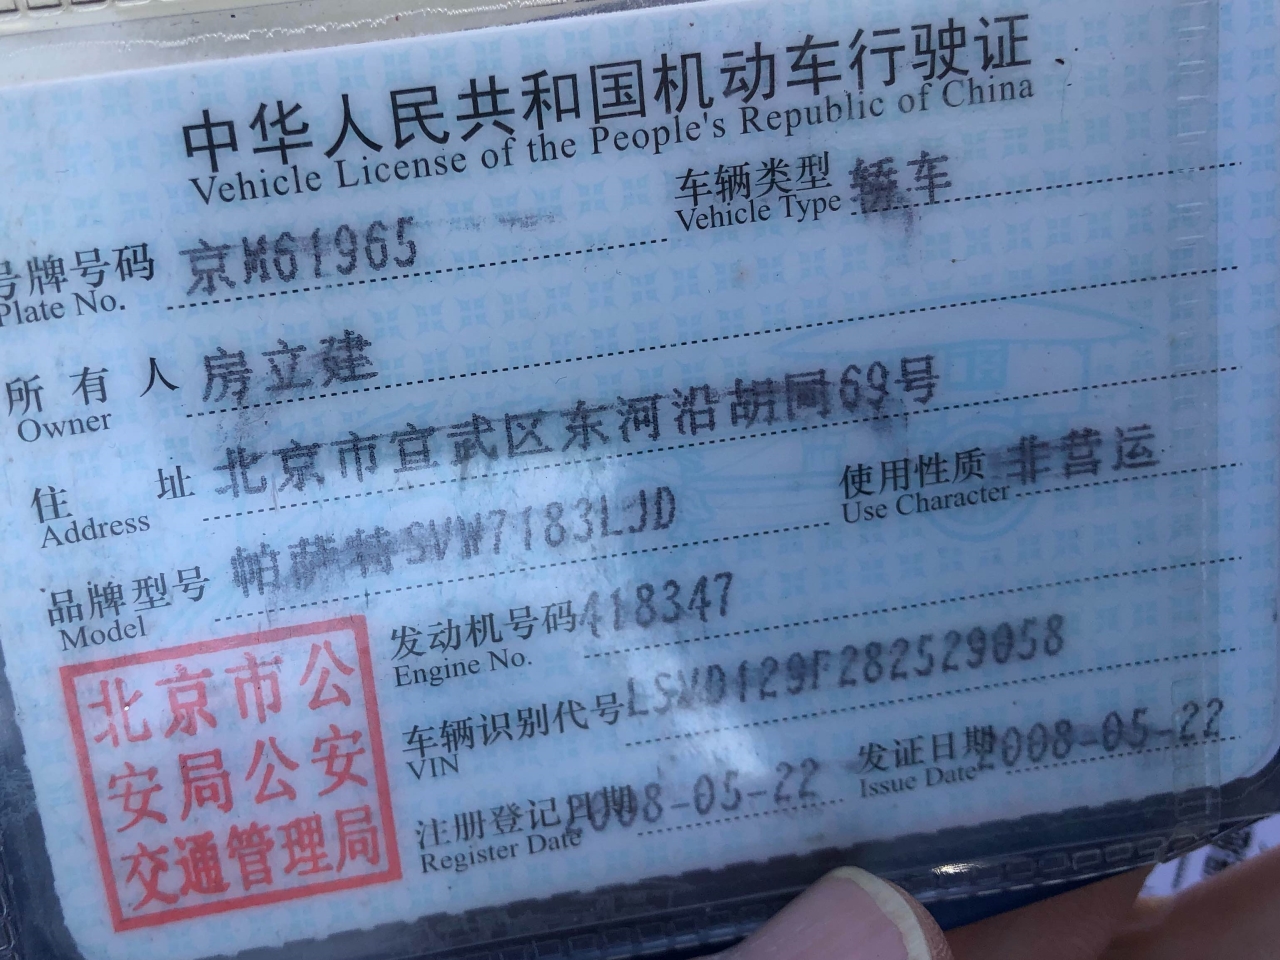 中华人民共和国机动车行驶证
Vehicle License of the People's Republic of China
号牌号码 京M61965 车辆类型 轿车
Plate No. Vehicle Type
所有人 房立建
Owner
住址 北京市宣武区东河沿胡同69号
Address
品牌型号 帕萨特SVW7183LJD 使用性质 非营运
Model Use Character
发动机号码 418347
Engine No.
车辆识别代号 LSVD129F282529058
VIN
注册登记日期 2008-05-22 发证日期 2008-05-22
Register Date Issue Date
北京市公
安局公安
交通管理局